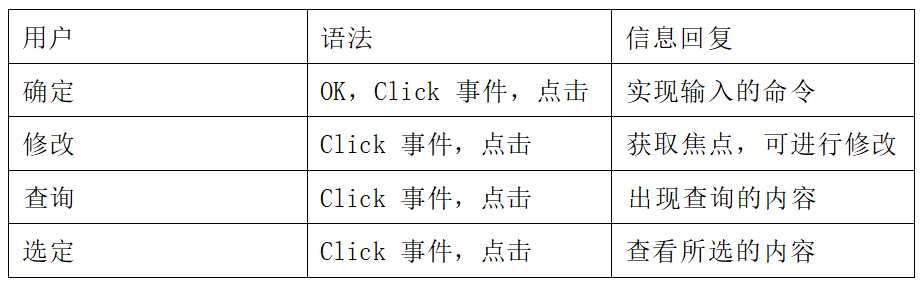 用户 语法 信息回复
确定 OK，Click 事件，点击 实现输入的命令
修改 Click 事件，点击 获取焦点，可进行修改
查询 Click 事件，点击 出现查询的内容
选定 Click 事件，点击 查看所选的内容